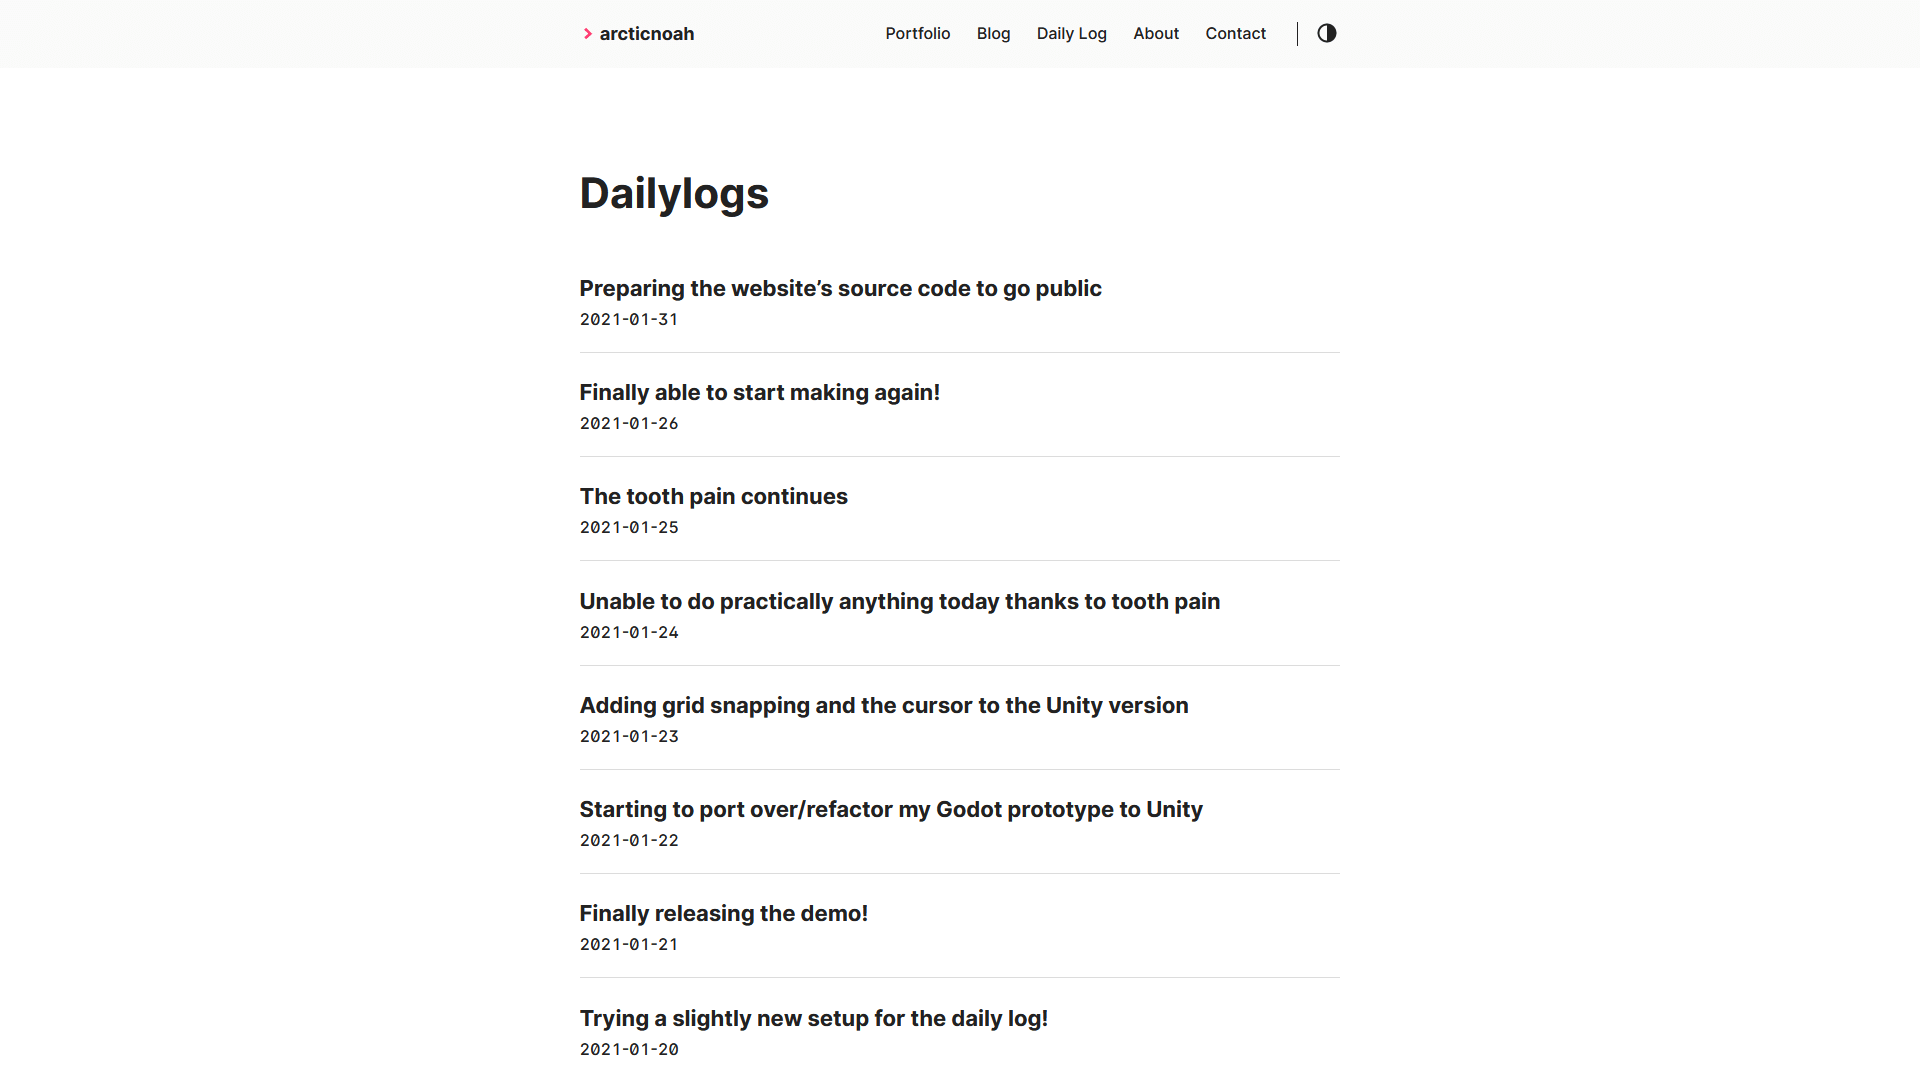 arcticnoah
Portfolio Blog Daily Log About Contact
Dailylogs
Preparing the website’s source code to go public
2021-01-31
Finally able to start making again!
2021-01-26
The tooth pain continues
2021-01-25
Unable to do practically anything today thanks to tooth pain
2021-01-24
Adding grid snapping and the cursor to the Unity version
2021-01-23
Starting to port over/refactor my Godot prototype to Unity
2021-01-22
Finally releasing the demo!
2021-01-21
Trying a slightly new setup for the daily log!
2021-01-20